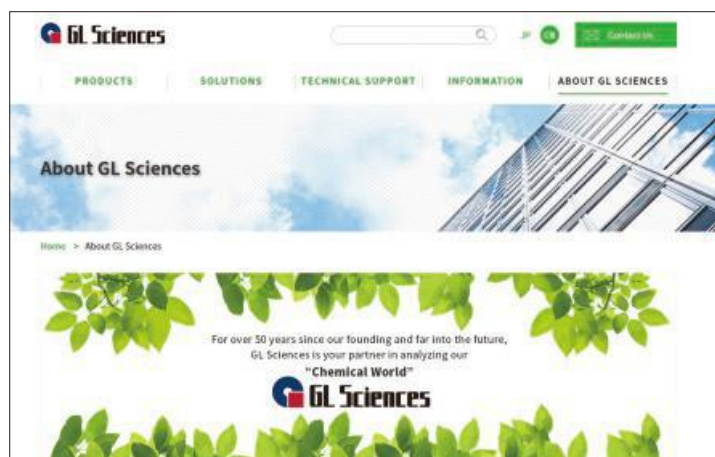 GL Sciences
JP
CN
Contact Us
PRODUCTS
SOLUTIONS
TECHNICAL SUPPORT
INFORMATION
ABOUT GL SCIENCES
About GL Sciences
Home > About GL Sciences
For over 50 years since our founding and far into the future,
GL Sciences is your partner in analyzing our
"Chemical World"
GL Sciences